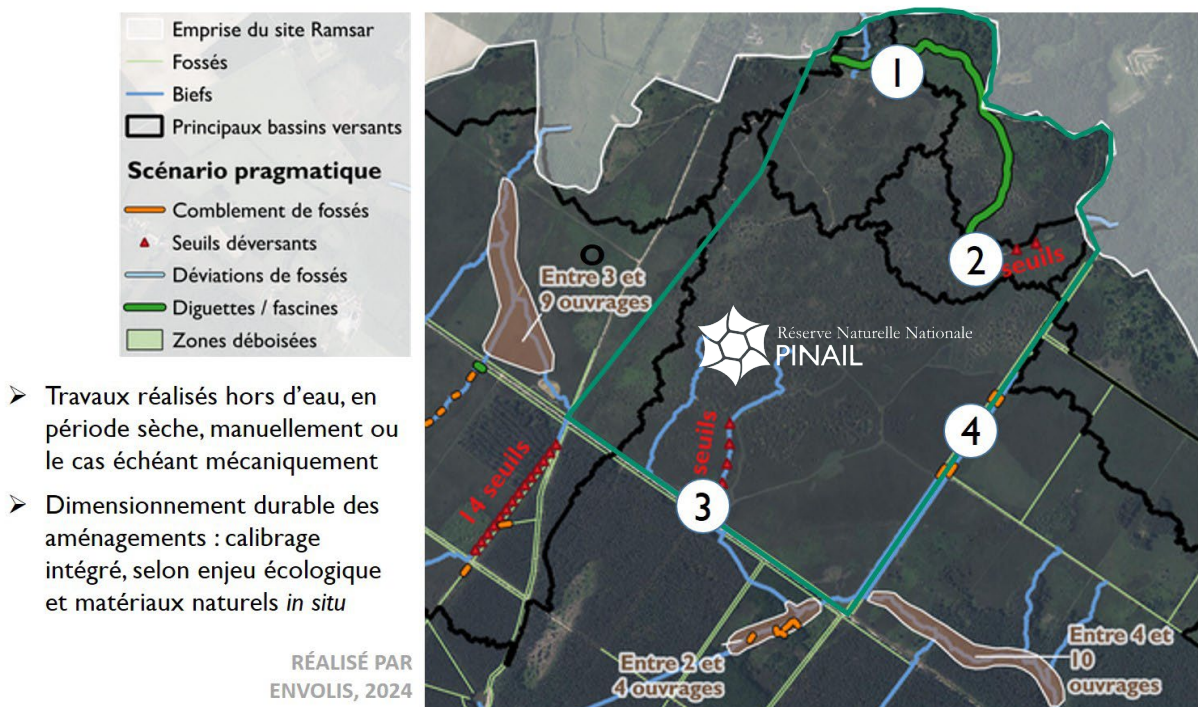 Emprise du site Ramsar
Fossés
Biefs
Principaux bassins versants
Scénario pragmatique
Comblement de fossés
Seuils déversants
Déviations de fossés
Diguettes / fascines
Zones déboisées
➢ Travaux réalisés hors d'eau, en
période sèche, manuellement ou
le cas échéant mécaniquement
➢ Dimensionnement durable des
aménagements : calibrage
intégré, selon enjeu écologique
et matériaux naturels in situ
RÉALISÉ PAR
ENVOLIS, 2024
1
2
seuils
Entre 3 et
9 ouvrages
Réserve Naturelle Nationale
PINAIL
4
seuils
14 seuils
3
Entre 2 et
4 ouvrages
Entre 4 et
10
ouvrages